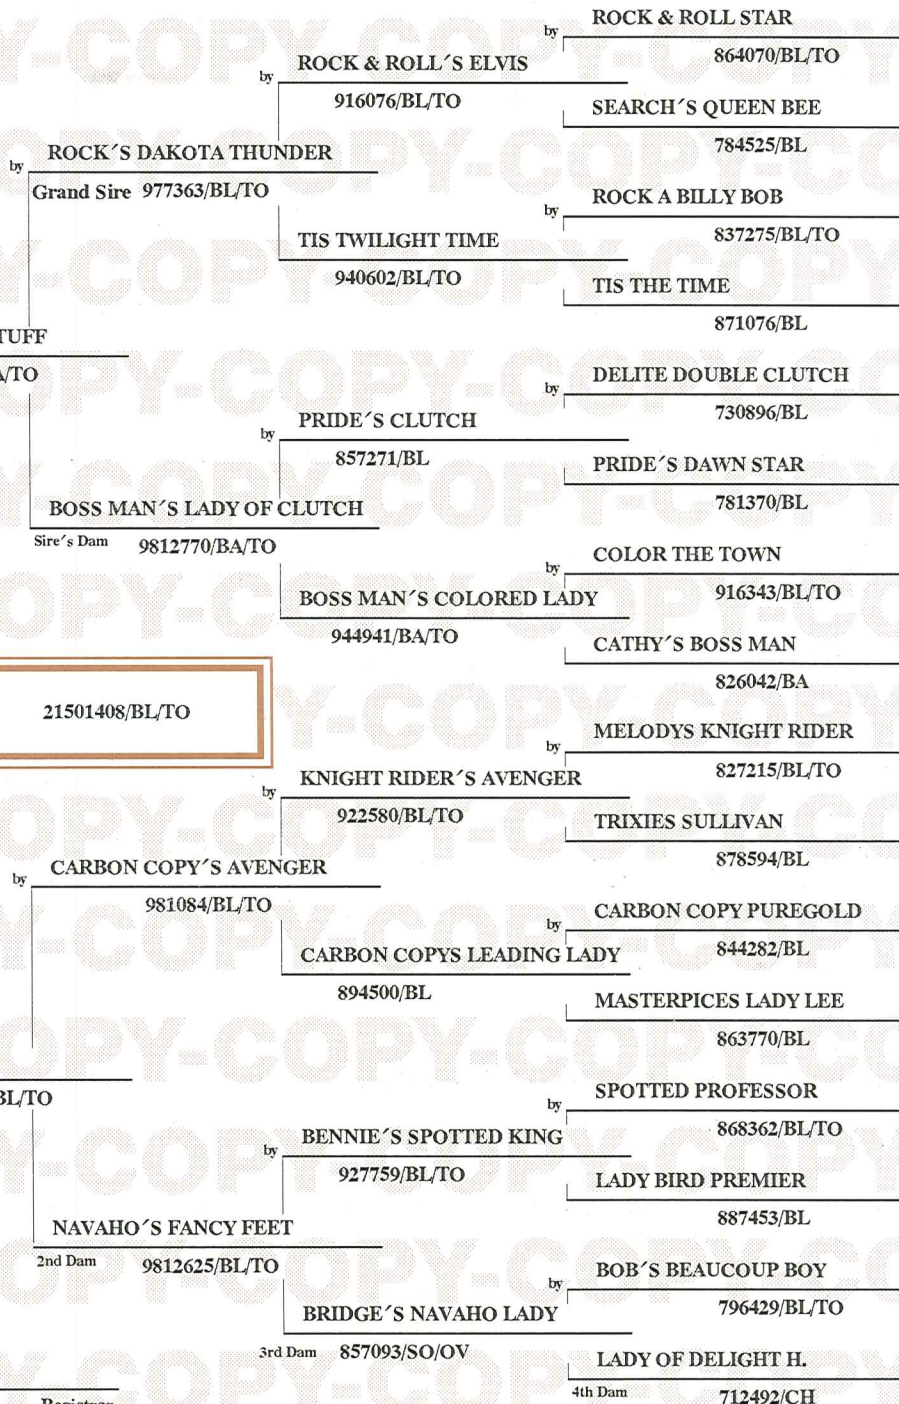 by ROCK & ROLL STAR
864070/BL/TO
by ROCK & ROLL´S ELVIS
916076/BL/TO
SEARCH´S QUEEN BEE
784525/BL
by ROCK´S DAKOTA THUNDER
Grand Sire 977363/BL/TO
by ROCK A BILLY BOB
837275/BL/TO
TIS TWILIGHT TIME
940602/BL/TO
TIS THE TIME
871076/BL
TUFF
A/TO
by DELITE DOUBLE CLUTCH
730896/BL
by PRIDE´S CLUTCH
857271/BL
PRIDE´S DAWN STAR
781370/BL
BOSS MAN´S LADY OF CLUTCH
Sire´s Dam 9812770/BA/TO
by COLOR THE TOWN
916343/BL/TO
BOSS MAN´S COLORED LADY
944941/BA/TO
CATHY´S BOSS MAN
826042/BA
21501408/BL/TO
by MELODYS KNIGHT RIDER
827215/BL/TO
by KNIGHT RIDER´S AVENGER
922580/BL/TO
TRIXIES SULLIVAN
878594/BL
by CARBON COPY´S AVENGER
981084/BL/TO
by CARBON COPY PUREGOLD
844282/BL
CARBON COPYS LEADING LADY
894500/BL
MASTERPICES LADY LEE
863770/BL
BL/TO
by SPOTTED PROFESSOR
868362/BL/TO
by BENNIE´S SPOTTED KING
927759/BL/TO
LADY BIRD PREMIER
887453/BL
NAVAHO´S FANCY FEET
2nd Dam 9812625/BL/TO
by BOB´S BEAUCOUP BOY
796429/BL/TO
BRIDGE´S NAVAHO LADY
3rd Dam 857093/SO/OV
LADY OF DELIGHT H.
4th Dam 712492/CH
Registrar
Y-COPY-COPY-COPY-COPY